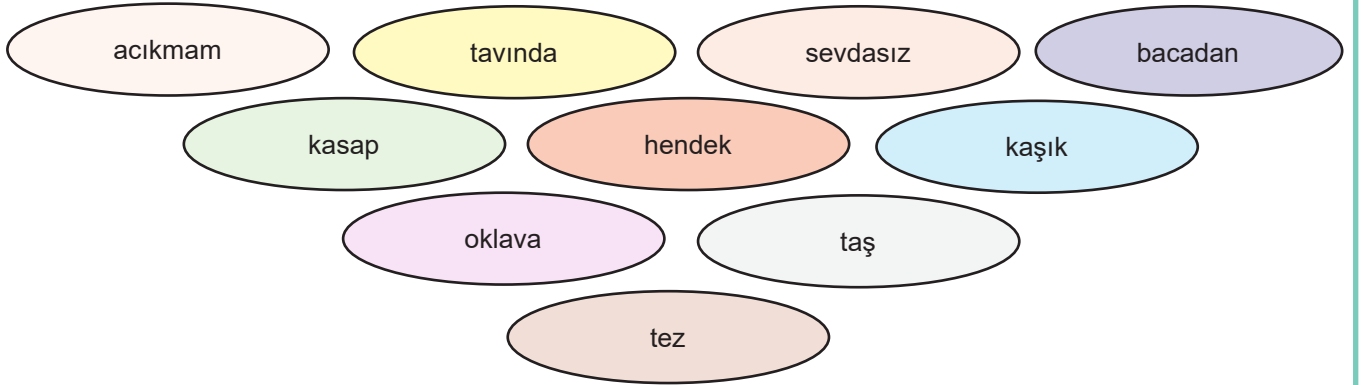 acıkmam tavında sevdasız bacadan
kasap hendek kaşık
oklava taş
tez